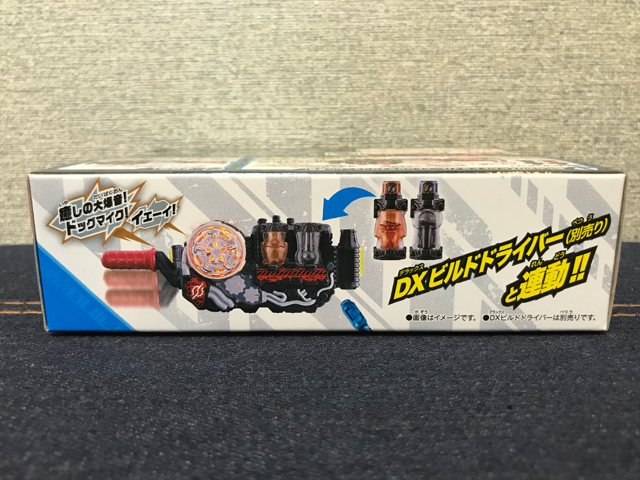 癒しの大爆音!
ドッグマイク! イェーイ!
DXビルドドライバー(別売り)
と連動!!
●画像はイメージです。 ●DXビルドドライバーは別売りです。